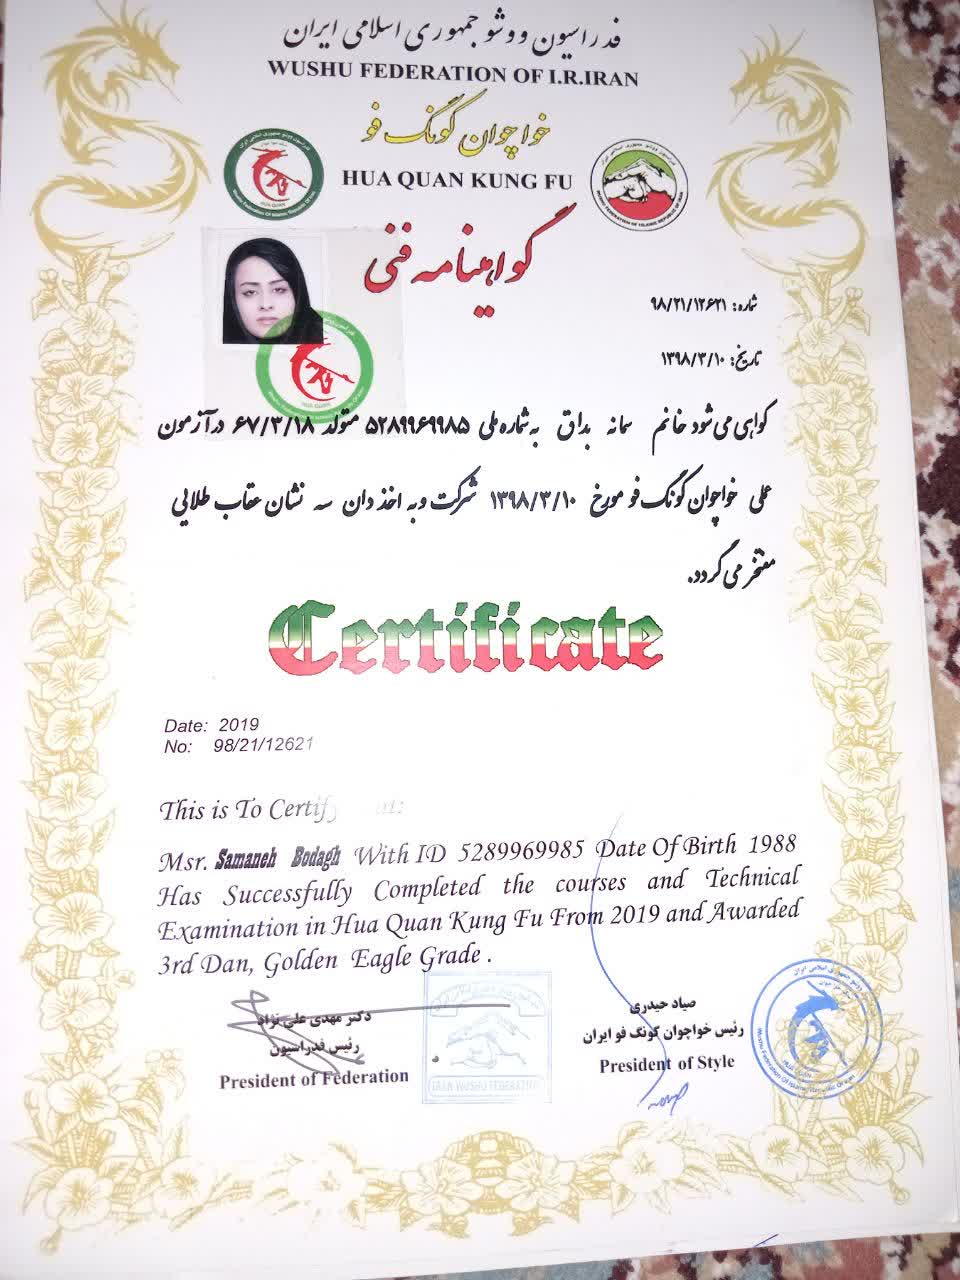 فدراسیون ووشو جمهوری اسلامی ایران
WUSHU FEDERATION OF I.R.IRAN
خواچوان کونگ فو
HUA QUAN KUNG FU
گواهینامه فنی
شماره: ۹۸/۲۱/۱۲۶۲۱
تاریخ: ۱۳۹۸/۳/۱۰
گواهی می شود خانم سمانه بداق به شماره ملی ۵۲۸۹۹۶۹۹۸۵ متولد ۶۷/۳/۱۸ در آزمون
عملی خواچوان کونگ فو مورخ ۱۳۹۸/۳/۱۰ شرکت و به اخذ دان سه نشان عقاب طلایی
مفتخر می گردد.
Certificate
Date: 2019
No: 98/21/12621
This is To Certify at:
Msr. Samaneh Bodagh With ID 5289969985 Date Of Birth 1988
Has Successfully Completed the courses and Technical
Examination in Hua Quan Kung Fu From 2019 and Awarded
3rd Dan, Golden Eagle Grade .
دکتر مهدی علی نژاد
رئیس فدراسیون
President of Federation
IRAN WUSHU FEDERATION
صیاد حیدری
رئیس خواچوان کونگ فو ایران
President of Style